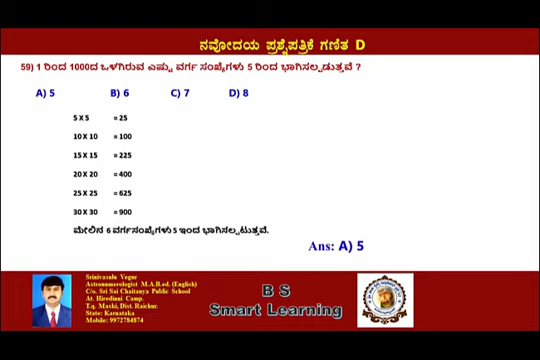 ನವೋದಯ ಪ್ರಶ್ನೆಪತ್ರಿಕೆ ಗಣಿತ D
59) 1 ರಿಂದ 1000ದ ಒಳಗಿರುವ ಎಷ್ಟು ವರ್ಗ ಸಂಖ್ಯೆಗಳು 5 ರಿಂದ ಭಾಗಿಸಲ್ಪಡುತ್ತವೆ ?
A) 5 B) 6 C) 7 D) 8
5 X 5 = 25
10 X 10 = 100
15 X 15 = 225
20 X 20 = 400
25 X 25 = 625
30 X 30 = 900
ಮೇಲಿನ 6 ವರ್ಗಸಂಖ್ಯೆಗಳು 5 ಇಂದ ಭಾಗಿಸಲ್ಪಟುತ್ತವೆ.
Ans: A) 5
Srinivasulu Vegur
Astronumerologist M.A.B.ed. (English)
C/o. Sri Sai Chaitanya Public School
At. Hiredinni Camp.
T.q. Maski, Dist. Raichur.
State: Karnataka
Mobile: 9972784874
B S
Smart Learning